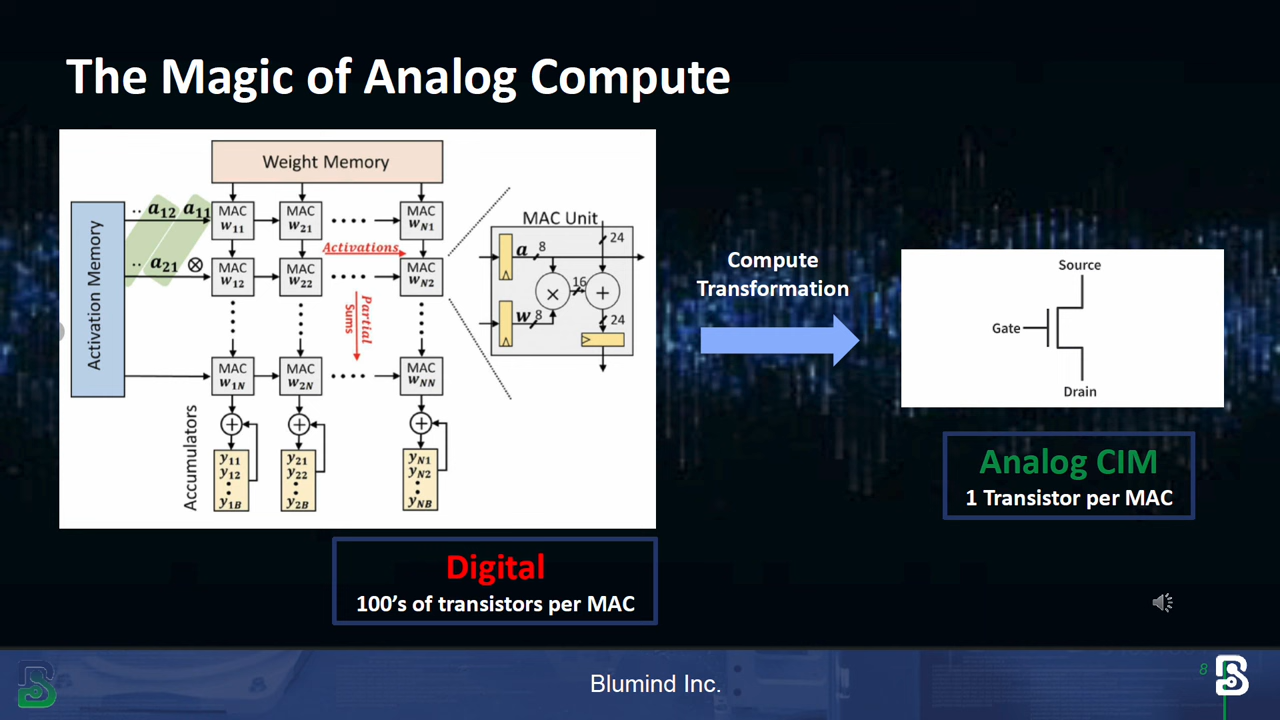 The Magic of Analog Compute
Weight Memory
Activation Memory
·· a12 a11
·· a21 ⊗
MAC w11
MAC w21
MAC wN1
Activations
MAC w12
MAC w22
MAC wN2
Partial Sums
MAC w1N
MAC w2N
MAC wNN
Accumulators
y11
y12
y1B
y21
y22
y2B
yN1
yN2
yNB
MAC Unit
24
a 8
16
× +
w 8
24
Compute
Transformation
Source
Gate
Drain
Analog CIM
1 Transistor per MAC
Digital
100’s of transistors per MAC
Blumind Inc.
8